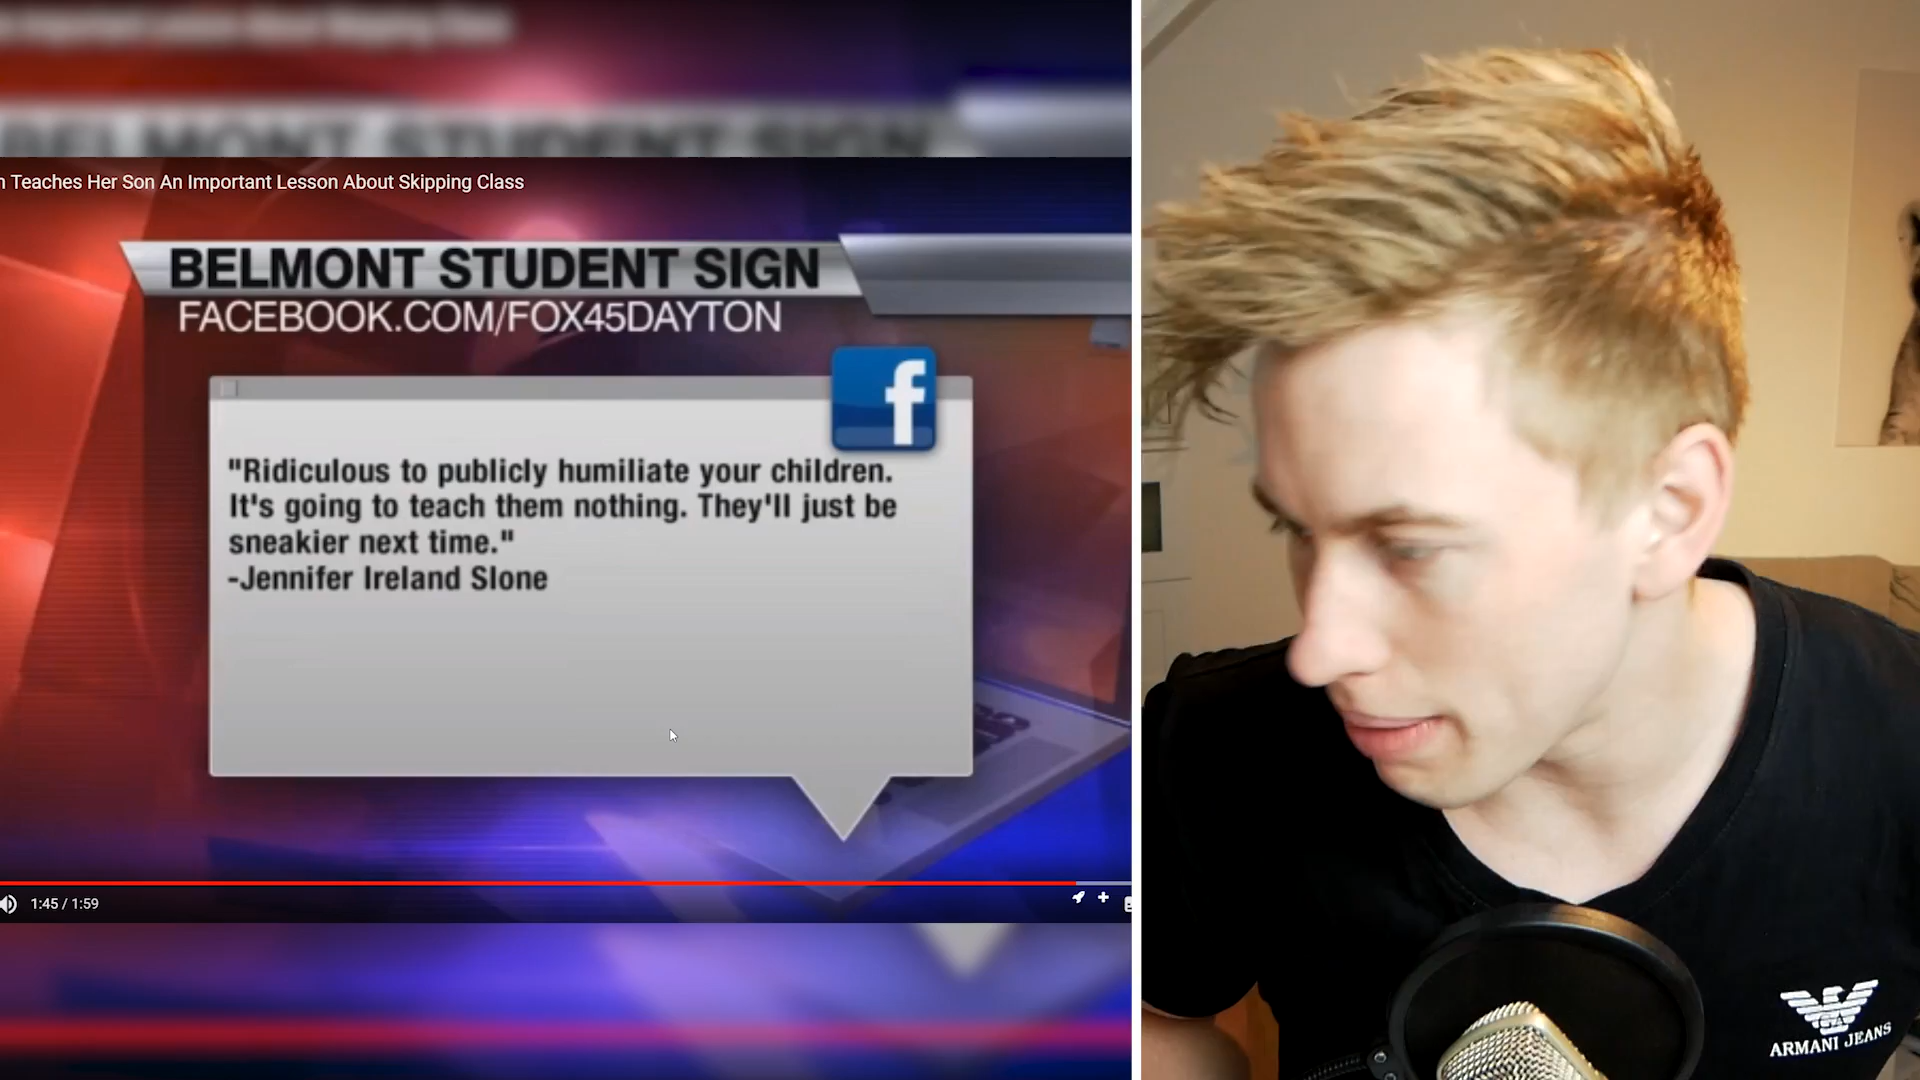 Teaches Her Son An Important Lesson About Skipping Class
BELMONT STUDENT SIGN
FACEBOOK.COM/FOX45DAYTON
f
"Ridiculous to publicly humiliate your children.
It's going to teach them nothing. They'll just be
sneakier next time."
-Jennifer Ireland Slone
1:45 / 1:59
ARMANI JEANS